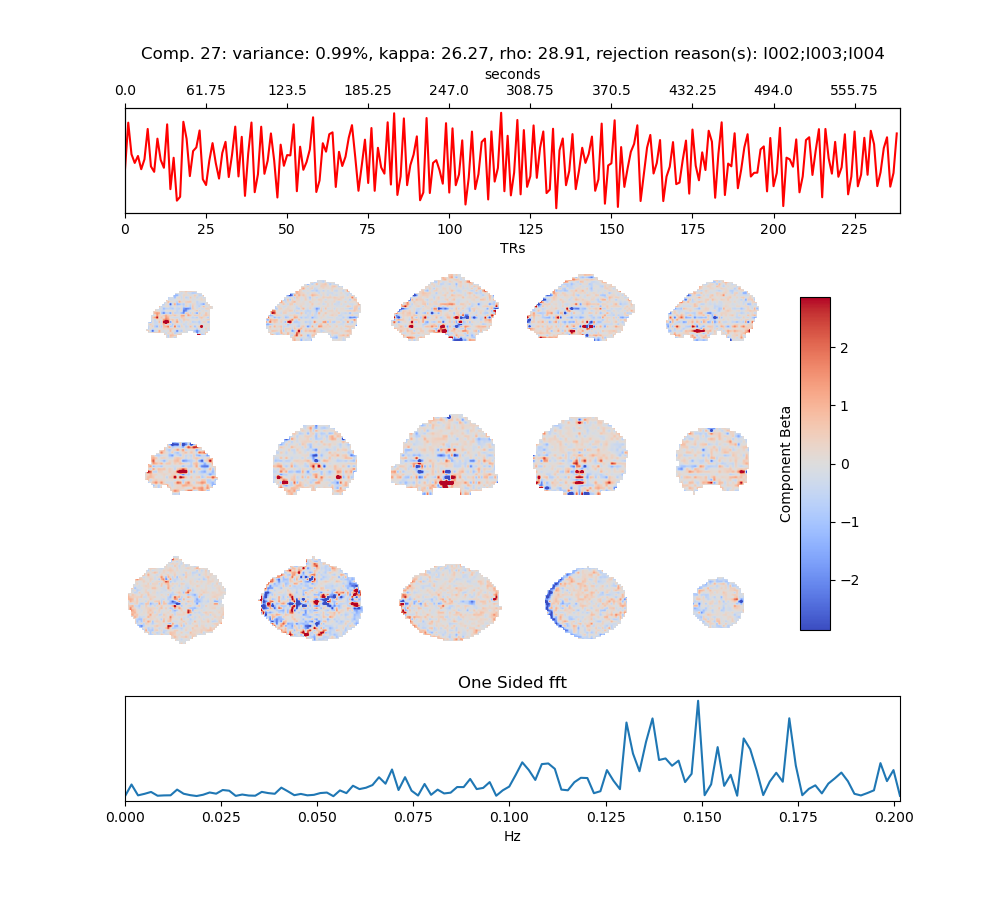 Comp. 27: variance: 0.99%, kappa: 26.27, rho: 28.91, rejection reason(s): I002;I003;I004
seconds
0.0 61.75 123.5 185.25 247.0 308.75 370.5 432.25 494.0 555.75
0 25 50 75 100 125 150 175 200 225
TRs
2
1
0
−1
−2
Component Beta
One Sided fft
0.000 0.025 0.050 0.075 0.100 0.125 0.150 0.175 0.200
Hz